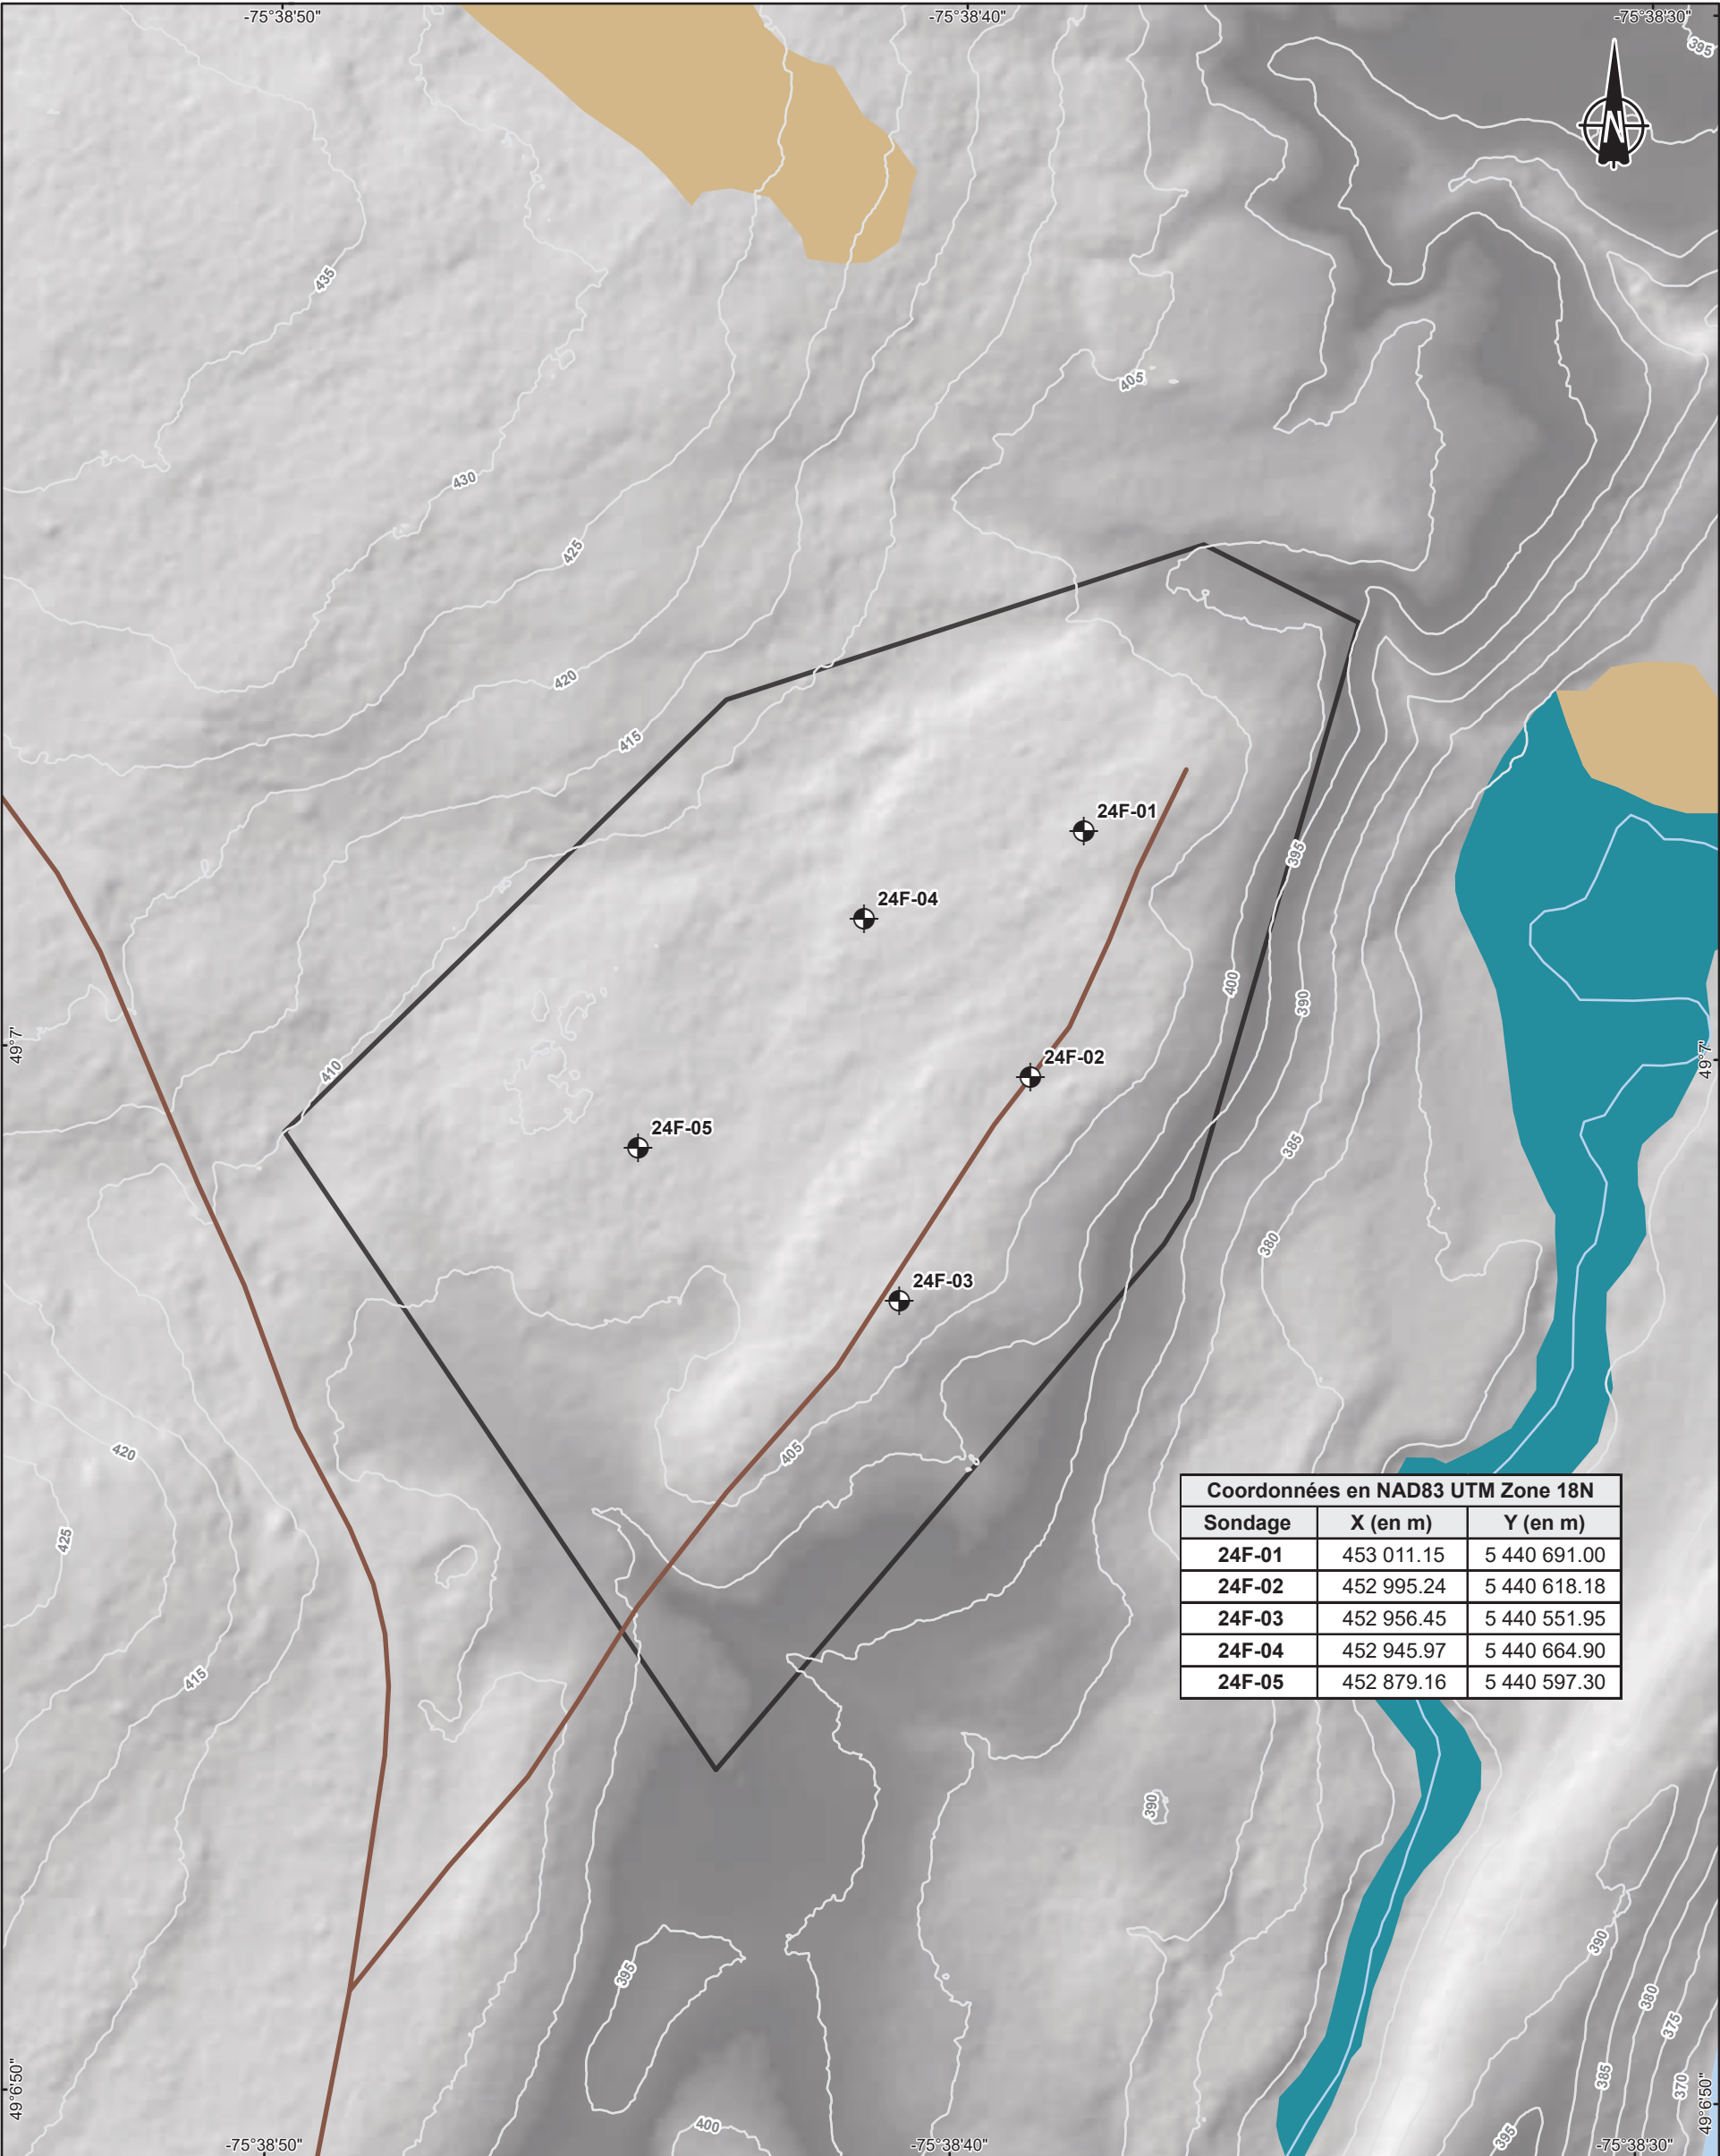 -75°38'50" -75°38'40" -75°38'30"
395
N
435
405
430
425
420
415
24F-01
395
24F-04
400
390
49°7' 49°7'
24F-02
410
24F-05
385
380
24F-03
420
405
425
Coordonnées en NAD83 UTM Zone 18N
Sondage X (en m) Y (en m)
24F-01 453 011.15 5 440 691.00
24F-02 452 995.24 5 440 618.18
24F-03 452 956.45 5 440 551.95
24F-04 452 945.97 5 440 664.90
24F-05 452 879.16 5 440 597.30
415
390
390
395
380
375
385
370
49°6'50" 49°6'50"
400
395
-75°38'50" -75°38'40" -75°38'30"